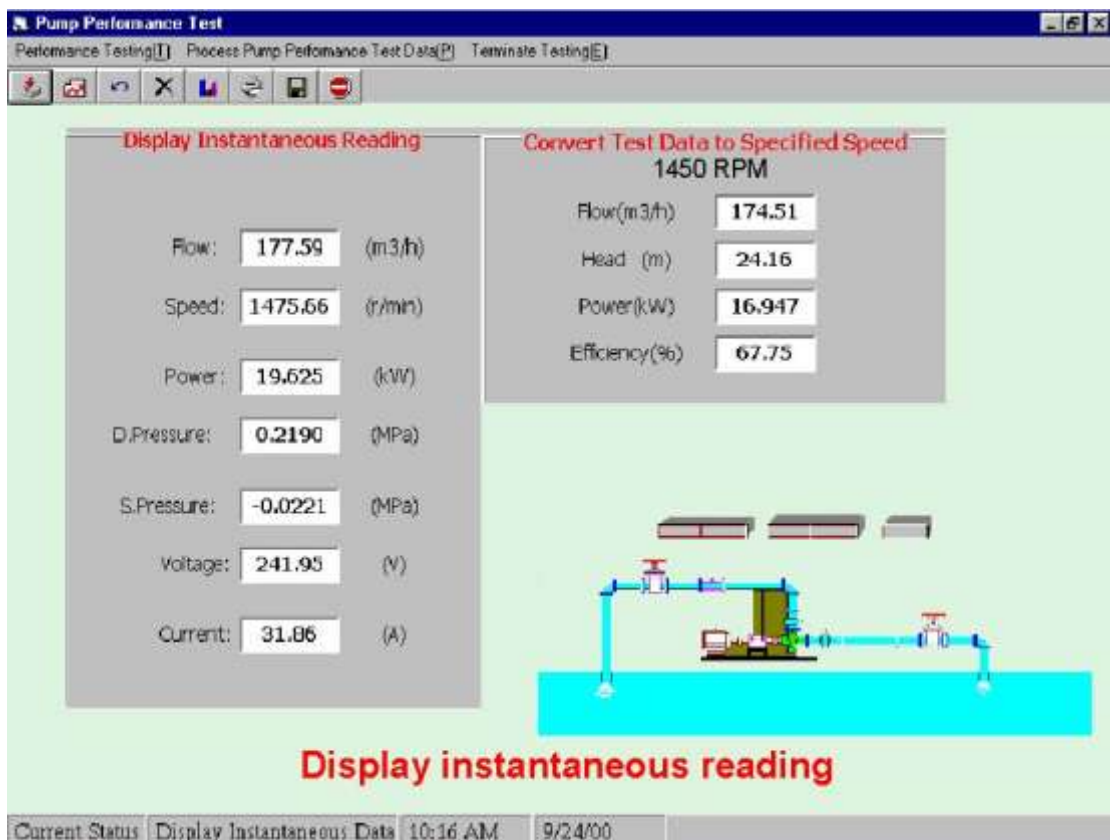 Pump Performance Test
Performance Testing[T] Process Pump Performance Test Data[P] Terminate Testing[E]
Display Instantaneous Reading
Flow: 177.59 (m3/h)
Speed: 1475.66 (r/min)
Power: 19.625 (kW)
D.Pressure: 0.2190 (MPa)
S.Pressure: -0.0221 (MPa)
Voltage: 241.95 (V)
Current: 31.86 (A)
Convert Test Data to Specified Speed
1450 RPM
Flow(m3/h) 174.51
Head (m) 24.16
Power(kW) 16.947
Efficiency(%) 67.75
Display instantaneous reading
Current Status Display Instantaneous Data 10:16 AM 9/24/00